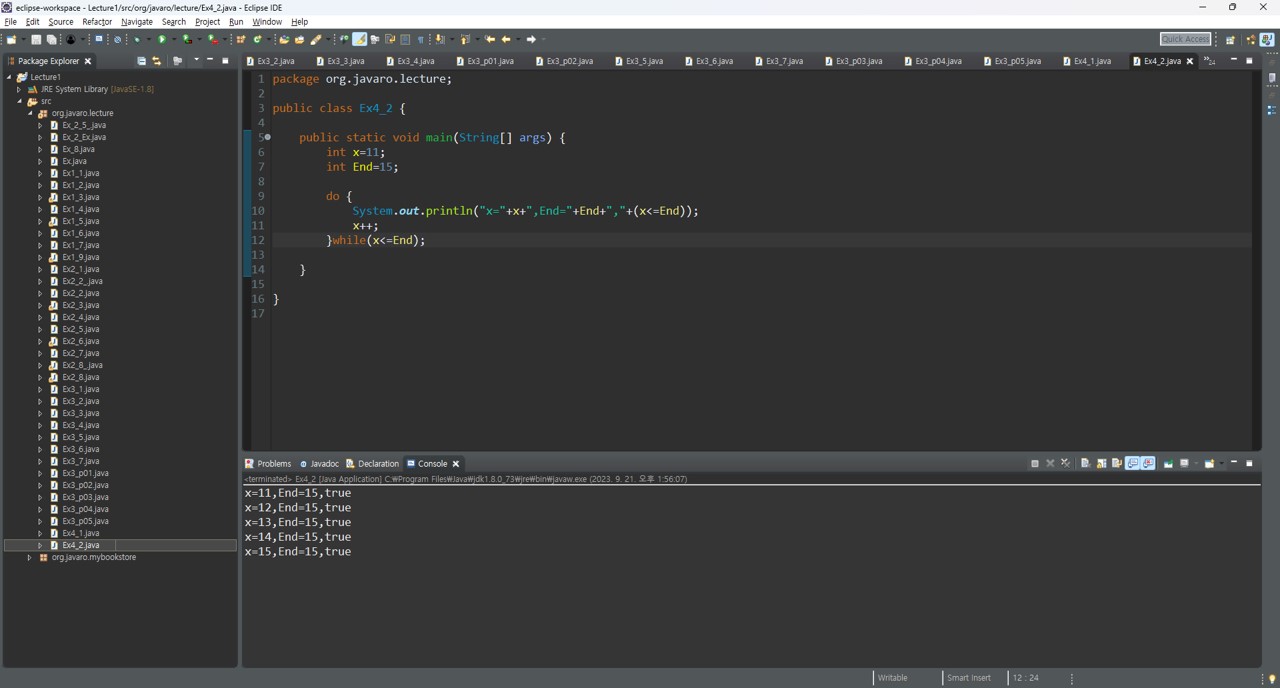 eclipse-workspace - Lecture1/src/org/javaro/lecture/Ex4_2.java - Eclipse IDE
File Edit Source Refactor Navigate Search Project Run Window Help
Quick Access
Package Explorer
Lecture1
JRE System Library [JavaSE-1.8]
src
org.javaro.lecture
Ex_2_5_.java
Ex_2_Ex.java
Ex_8.java
Ex.java
Ex1_1.java
Ex1_2.java
Ex1_3.java
Ex1_4.java
Ex1_5.java
Ex1_6.java
Ex1_7.java
Ex1_9.java
Ex2_1.java
Ex2_2_.java
Ex2_2.java
Ex2_3.java
Ex2_4.java
Ex2_5.java
Ex2_6.java
Ex2_7.java
Ex2_8_.java
Ex2_8.java
Ex3_1.java
Ex3_2.java
Ex3_3.java
Ex3_4.java
Ex3_5.java
Ex3_6.java
Ex3_7.java
Ex3_p01.java
Ex3_p02.java
Ex3_p03.java
Ex3_p04.java
Ex3_p05.java
Ex4_1.java
Ex4_2.java
org.javaro.mybookstore
Ex3_2.java Ex3_3.java Ex3_4.java Ex3_p01.java Ex3_p02.java Ex3_5.java Ex3_6.java Ex3_7.java Ex3_p03.java Ex3_p04.java Ex3_p05.java Ex4_1.java Ex4_2.java »24
1 package org.javaro.lecture;
2
3 public class Ex4_2 {
4
5 public static void main(String[] args) {
6 int x=11;
7 int End=15;
8
9 do {
10 System.out.println("x="+x+",End="+End+","+(x<=End));
11 x++;
12 }while(x<=End);
13
14 }
15
16 }
17
Problems Javadoc Declaration Console
<terminated> Ex4_2 [Java Application] C:₩Program Files₩Java₩jdk1.8.0_73₩jre₩bin₩javaw.exe (2023. 9. 21. 오후 1:56:07)
x=11,End=15,true
x=12,End=15,true
x=13,End=15,true
x=14,End=15,true
x=15,End=15,true
Writable Smart Insert 12 : 24